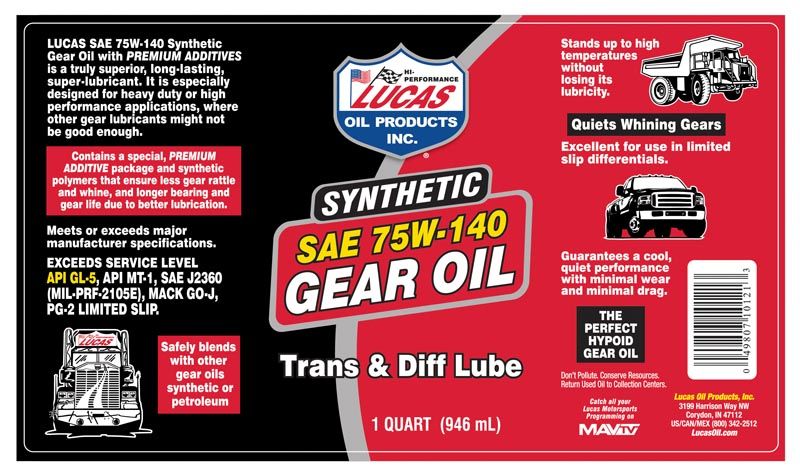 LUCAS SAE 75W-140 Synthetic
Gear Oil with PREMIUM ADDITIVES
is a truly superior, long-lasting,
super-lubricant. It is especially
designed for heavy duty or high
performance applications, where
other gear lubricants might not
be good enough.
Contains a special, PREMIUM
ADDITIVE package and synthetic
polymers that ensure less gear rattle
and whine, and longer bearing and
gear life due to better lubrication.
Meets or exceeds major
manufacturer specifications.
EXCEEDS SERVICE LEVEL
API GL-5, API MT-1, SAE J2360
(MIL-PRF-2105E), MACK GO-J,
PG-2 LIMITED SLIP.
LUCAS
Safely blends
with other
gear oils
synthetic or
petroleum
HI-
PERFORMANCE
LUCAS
OIL PRODUCTS
INC.
®
SYNTHETIC
SAE 75W-140
GEAR OIL
Trans & Diff Lube
1 QUART (946 mL)
Stands up to high
temperatures
without
losing its
lubricity.
Quiets Whining Gears
Excellent for use in limited
slip differentials.
Guarantees a cool,
quiet performance
with minimal wear
and minimal drag.
THE
PERFECT
HYPOID
GEAR OIL
0 49807 10121 3
Don't Pollute. Conserve Resources.
Return Used Oil to Collection Centers.
Catch all your
Lucas Motorsports
Programming on
MAVTV
Lucas Oil Products, Inc.
3199 Harrison Way NW
Corydon, IN 47112
US/CAN/MEX (800) 342-2512
LucasOil.com